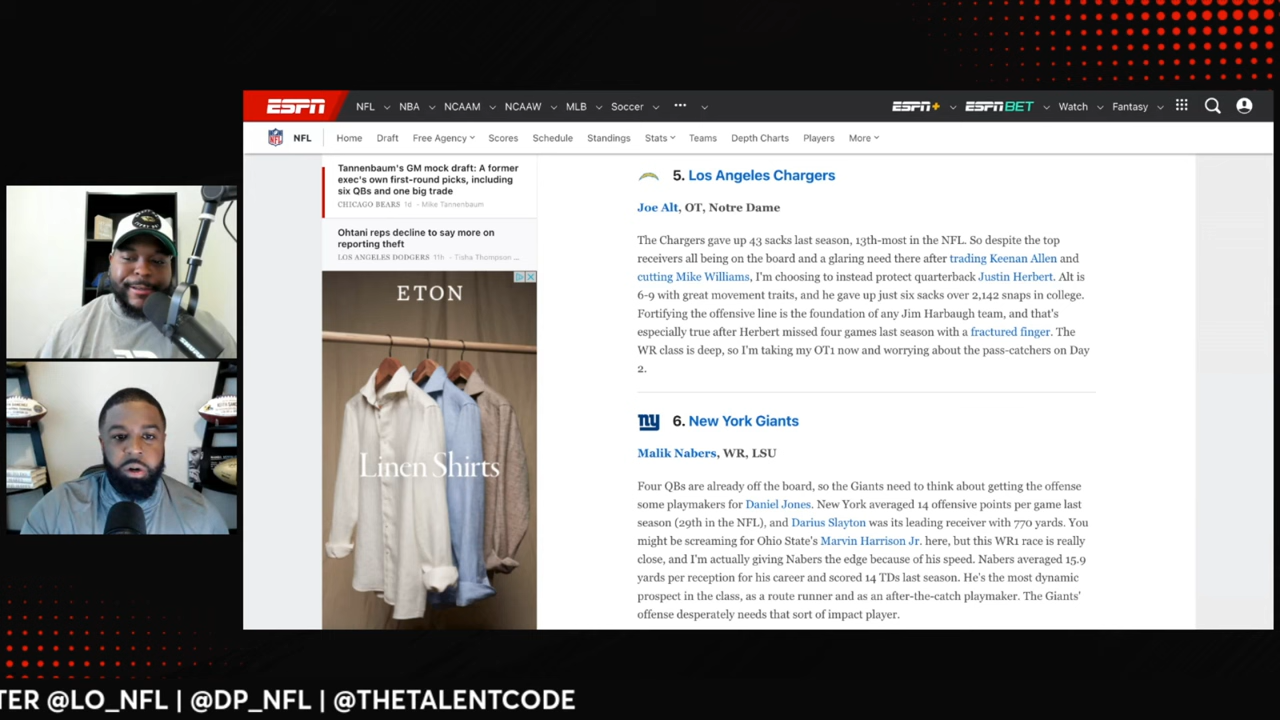 ESPN NFL NBA NCAAM NCAAW MLB Soccer ESPN+ ESPN BET Watch Fantasy
NFL Home Draft Free Agency Scores Schedule Standings Stats Teams Depth Charts Players More
Tannenbaum's GM mock draft: A former
exec's own first-round picks, including
six QBs and one big trade
CHICAGO BEARS 1d - Mike Tannenbaum
Ohtani reps decline to say more on
reporting theft
LOS ANGELES DODGERS 11h - Tisha Thompson ...
ETON
Linen Shirts
5. Los Angeles Chargers
Joe Alt, OT, Notre Dame
The Chargers gave up 43 sacks last season, 13th-most in the NFL. So despite the top
receivers all being on the board and a glaring need there after trading Keenan Allen and
cutting Mike Williams, I'm choosing to instead protect quarterback Justin Herbert. Alt is
6-9 with great movement traits, and he gave up just six sacks over 2,142 snaps in college.
Fortifying the offensive line is the foundation of any Jim Harbaugh team, and that's
especially true after Herbert missed four games last season with a fractured finger. The
WR class is deep, so I'm taking my OT1 now and worrying about the pass-catchers on Day
2.
ny 6. New York Giants
Malik Nabers, WR, LSU
Four QBs are already off the board, so the Giants need to think about getting the offense
some playmakers for Daniel Jones. New York averaged 14 offensive points per game last
season (29th in the NFL), and Darius Slayton was its leading receiver with 770 yards. You
might be screaming for Ohio State's Marvin Harrison Jr. here, but this WR1 race is really
close, and I'm actually giving Nabers the edge because of his speed. Nabers averaged 15.9
yards per reception for his career and scored 14 TDs last season. He's the most dynamic
prospect in the class, as a route runner and as an after-the-catch playmaker. The Giants'
offense desperately needs that sort of impact player.
TER @LO_NFL | @DP_NFL | @THETALENTCODE